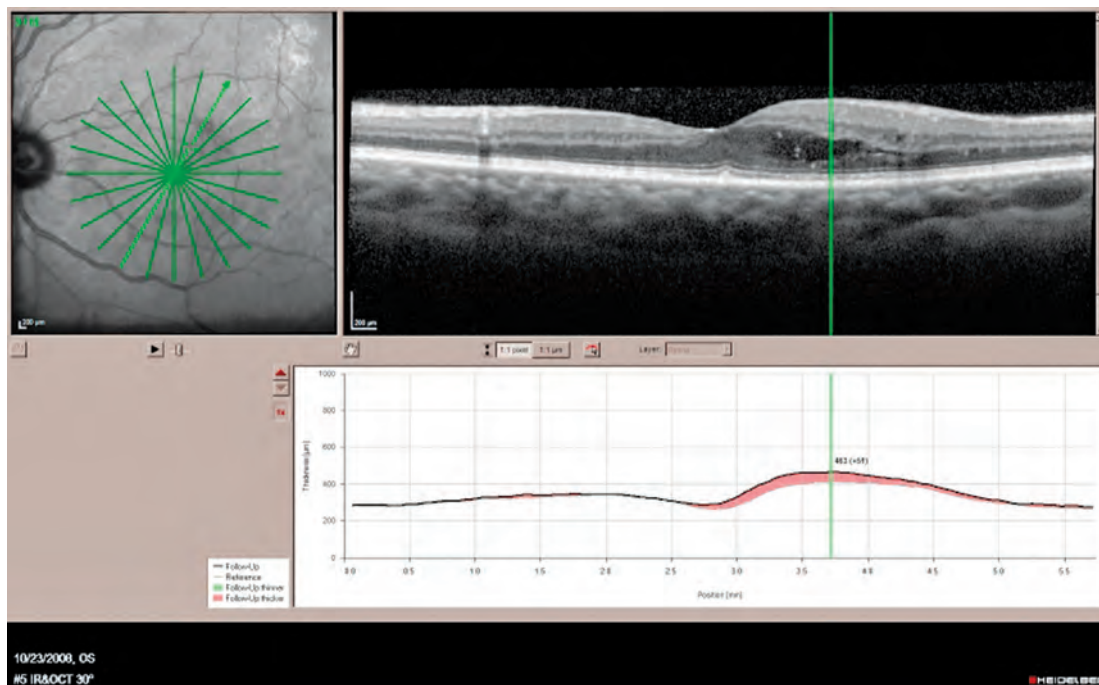 200 µm
200 µm
1:1 pixel 1:1 µm Layer:
1000
800
600
400
200
0
Thickness [µm]
463 (+51)
0.0 0.5 1.0 1.5 2.0 2.5 3.0 3.5 4.0 4.5 5.0 5.5
Position [mm]
Follow-Up
Reference
Follow-Up thinner
Follow-Up thicker
10/23/2008, OS
#5 IR&OCT 30°
HEIDELBE